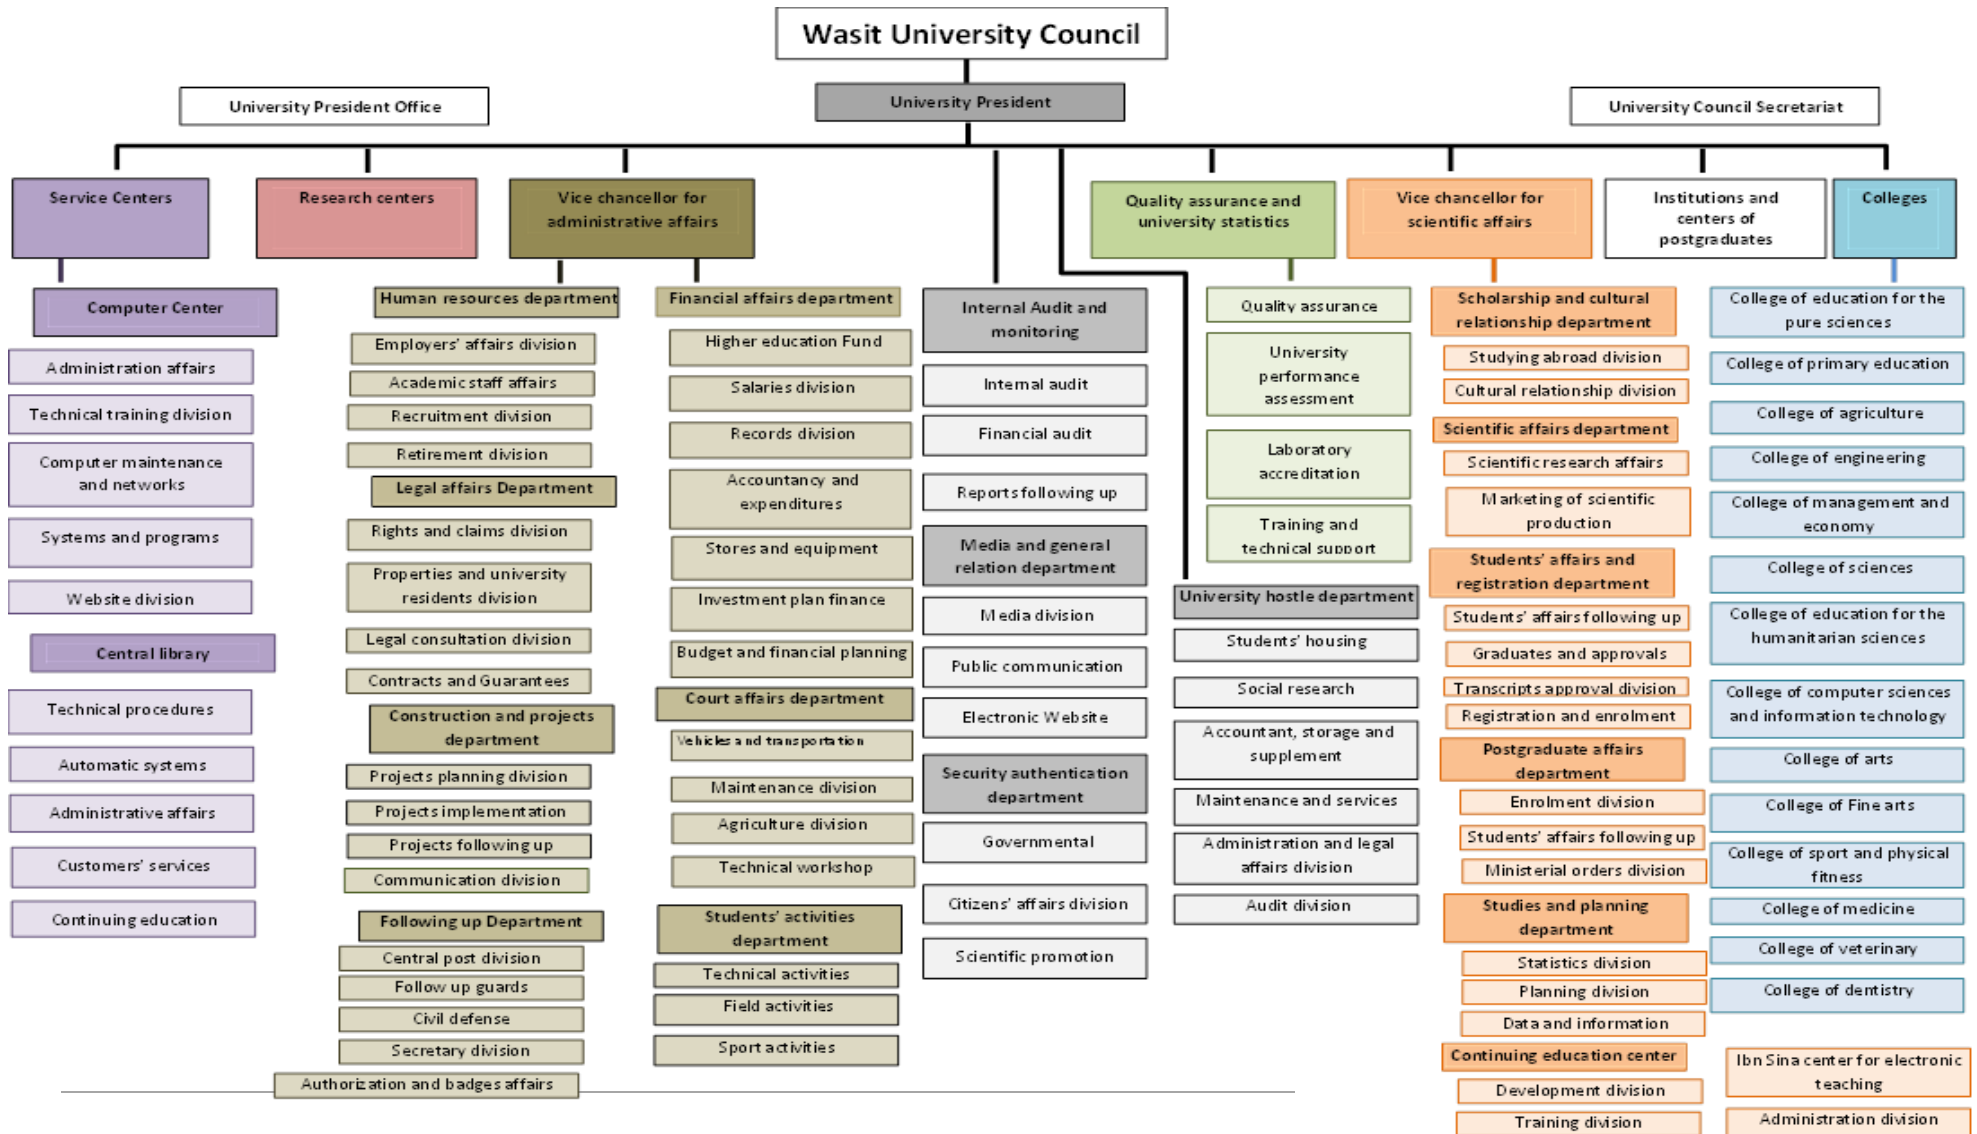 Wasit University Council
University President Office
University President
University Council Secretariat
Service Centers
Research centers
Vice chancellor for
administrative affairs
Quality assurance and
university statistics
Vice chancellor for
scientific affairs
Institutions and
centers of
postgraduates
Colleges
Computer Center
Administration affairs
Technical training division
Computer maintenance
and networks
Systems and programs
Website division
Central library
Technical procedures
Automatic systems
Administrative affairs
Customers' services
Continuing education
Human resources department
Employers' affairs division
Academic staff affairs
Recruitment division
Retirement division
Legal affairs Department
Rights and claims division
Properties and university
residents division
Legal consultation division
Contracts and Guarantees
Construction and projects
department
Projects planning division
Projects implementation
Projects following up
Communication division
Following up Department
Central post division
Follow up guards
Civil defense
Secretary division
Authorization and badges affairs
Financial affairs department
Higher education Fund
Salaries division
Records division
Accountancy and
expenditures
Stores and equipment
Investment plan finance
Budget and financial planning
Court affairs department
Vehicles and transportation
Maintenance division
Agriculture division
Technical workshop
Students' activities
department
Technical activities
Field activities
Sport activities
Internal Audit and
monitoring
Internal audit
Financial audit
Reports following up
Media and general
relation department
Media division
Public communication
Electronic Website
Security authentication
department
Governmental
Citizens' affairs division
Scientific promotion
Quality assurance
University
performance
assessment
Laboratory
accreditation
Training and
technical support
University hostle department
Students' housing
Social research
Accountant, storage and
supplement
Maintenance and services
Administration and legal
affairs division
Audit division
Scholarship and cultural
relationship department
Studying abroad division
Cultural relationship division
Scientific affairs department
Scientific research affairs
Marketing of scientific
production
Students' affairs and
registration department
Students' affairs following up
Graduates and approvals
Transcripts approval division
Registration and enrolment
Postgraduate affairs
department
Enrolment division
Students' affairs following up
Ministerial orders division
Studies and planning
department
Statistics division
Planning division
Data and information
Continuing education center
Development division
Training division
College of education for the
pure sciences
College of primary education
College of agriculture
College of engineering
College of management and
economy
College of sciences
College of education for the
humanitarian sciences
College of computer sciences
and information technology
College of arts
College of Fine arts
College of sport and physical
fitness
College of medicine
College of veterinary
College of dentistry
Ibn Sina center for electronic
teaching
Administration division